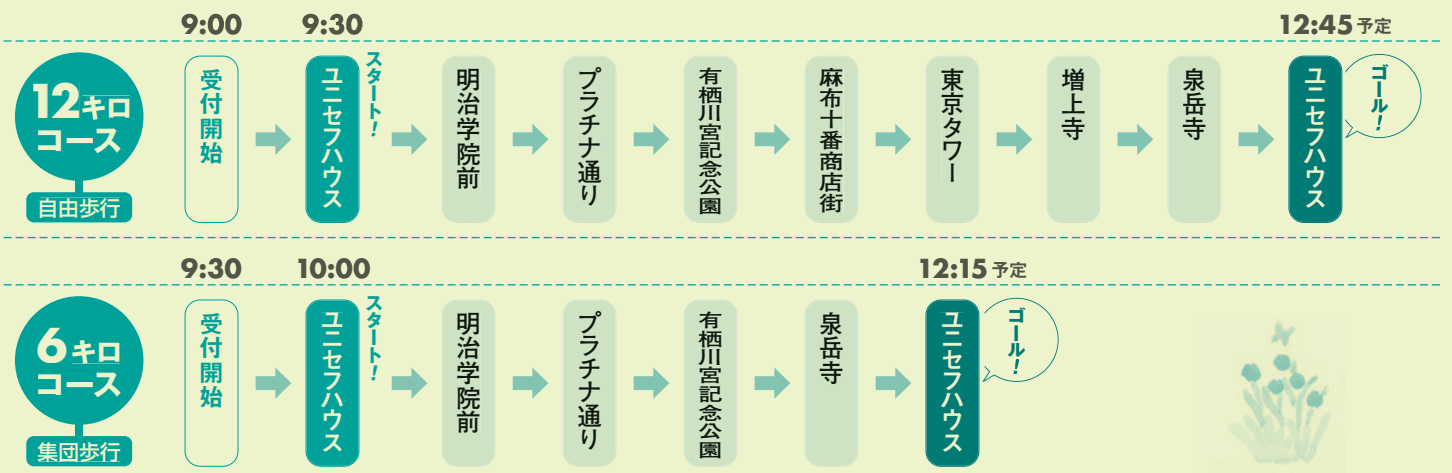 9:00
9:30
12:45 予定
12キロ
コース
自由歩行
受付開始
ユニセフハウス
スタート!
明治学院前
プラチナ通り
有栖川宮記念公園
麻布十番商店街
東京タワー
増上寺
泉岳寺
ユニセフハウス
ゴール!
9:30
10:00
12:15 予定
6キロ
コース
集団歩行
受付開始
ユニセフハウス
スタート!
明治学院前
プラチナ通り
有栖川宮記念公園
泉岳寺
ユニセフハウス
ゴール!